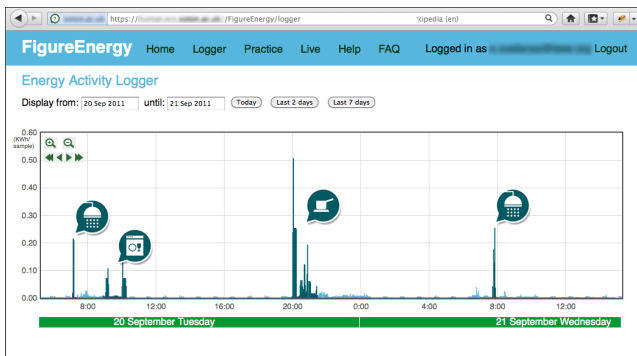 https:// /FigureEnergy/logger
xipedia (en)
FigureEnergy Home Logger Practice Live Help FAQ Logged in as Logout
Energy Activity Logger
Display from: 20 Sep 2011 until: 21 Sep 2011 Today Last 2 days Last 7 days
0.60
(KWh/
sample)
0.50
0.40
0.30
0.20
0.10
0.00
8:00 12:00 16:00 20:00 0:00 4:00 8:00 12:00
20 September Tuesday 21 September Wednesday